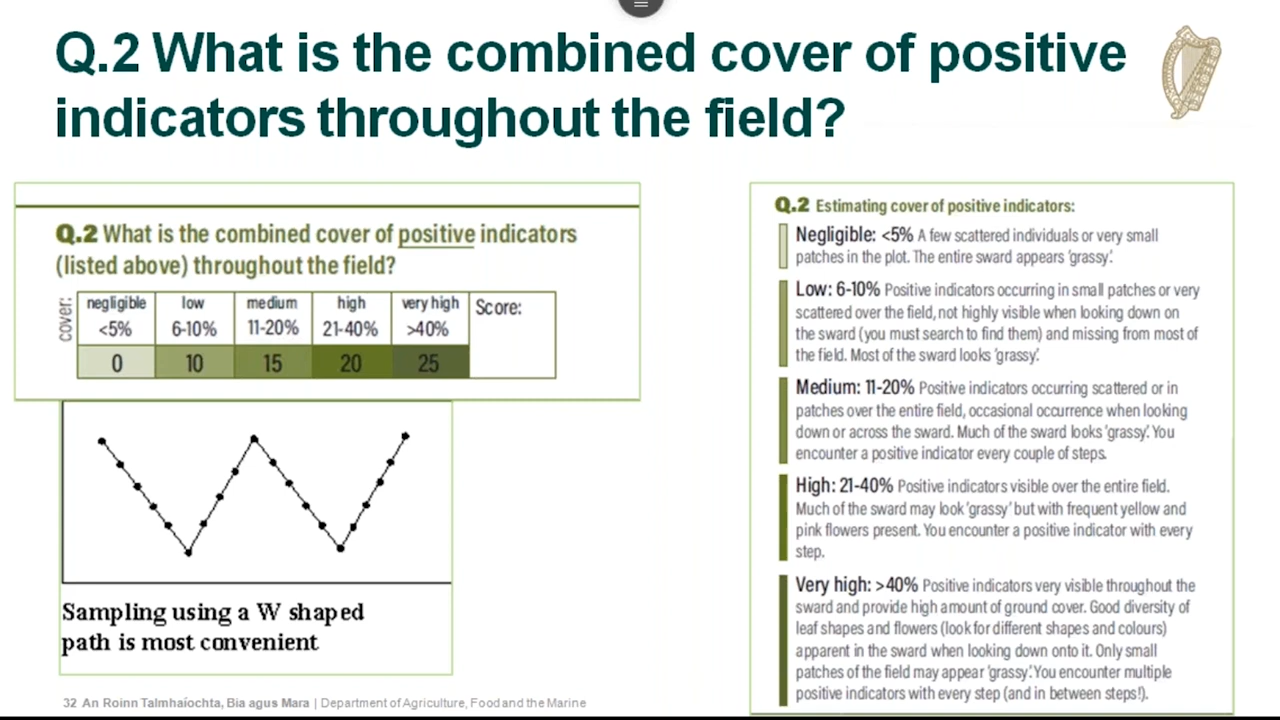 Q.2 What is the combined cover of positive
indicators throughout the field?
Q.2 What is the combined cover of positive indicators
(listed above) throughout the field?
cover:
negligible low medium high very high Score:
<5% 6-10% 11-20% 21-40% >40%
0 10 15 20 25
Sampling using a W shaped
path is most convenient
Q.2 Estimating cover of positive indicators:
Negligible: <5% A few scattered individuals or very small
patches in the plot. The entire sward appears 'grassy'.
Low: 6-10% Positive indicators occurring in small patches or very
scattered over the field, not highly visible when looking down on
the sward (you must search to find them) and missing from most of
the field. Most of the sward looks 'grassy'.
Medium: 11-20% Positive indicators occurring scattered or in
patches over the entire field, occasional occurrence when looking
down or across the sward. Much of the sward looks 'grassy'. You
encounter a positive indicator every couple of steps.
High: 21-40% Positive indicators visible over the entire field.
Much of the sward may look 'grassy' but with frequent yellow and
pink flowers present. You encounter a positive indicator with every
step.
Very high: >40% Positive indicators very visible throughout the
sward and provide high amount of ground cover. Good diversity of
leaf shapes and flowers (look for different shapes and colours)
apparent in the sward when looking down onto it. Only small
patches of the field may appear 'grassy'. You encounter multiple
positive indicators with every step (and in between steps!).
32 An Roinn Talmhaíochta, Bia agus Mara | Department of Agriculture, Food and the Marine